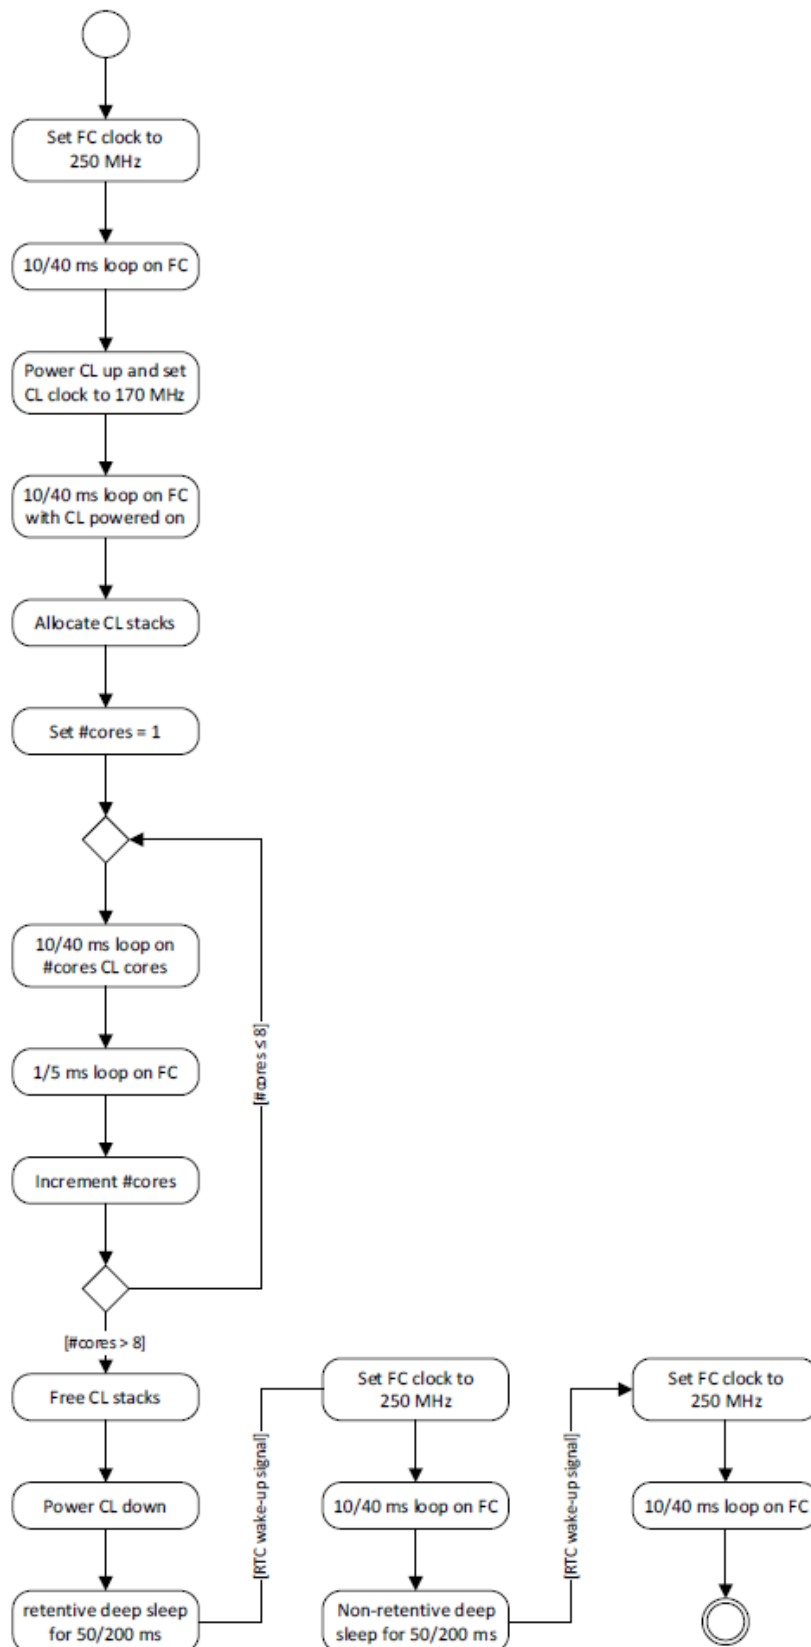 Set FC clock to
250 MHz
10/40 ms loop on FC
Power CL up and set
CL clock to 170 MHz
10/40 ms loop on FC
with CL powered on
Allocate CL stacks
Set #cores = 1
10/40 ms loop on
#cores CL cores
[#cores ≤ 8]
1/5 ms loop on FC
Increment #cores
[#cores > 8]
Free CL stacks
Power CL down
retentive deep sleep
for 50/200 ms
[RTC wake-up signal]
Set FC clock to
250 MHz
10/40 ms loop on FC
Non-retentive deep
sleep for 50/200 ms
[RTC wake-up signal]
Set FC clock to
250 MHz
10/40 ms loop on FC